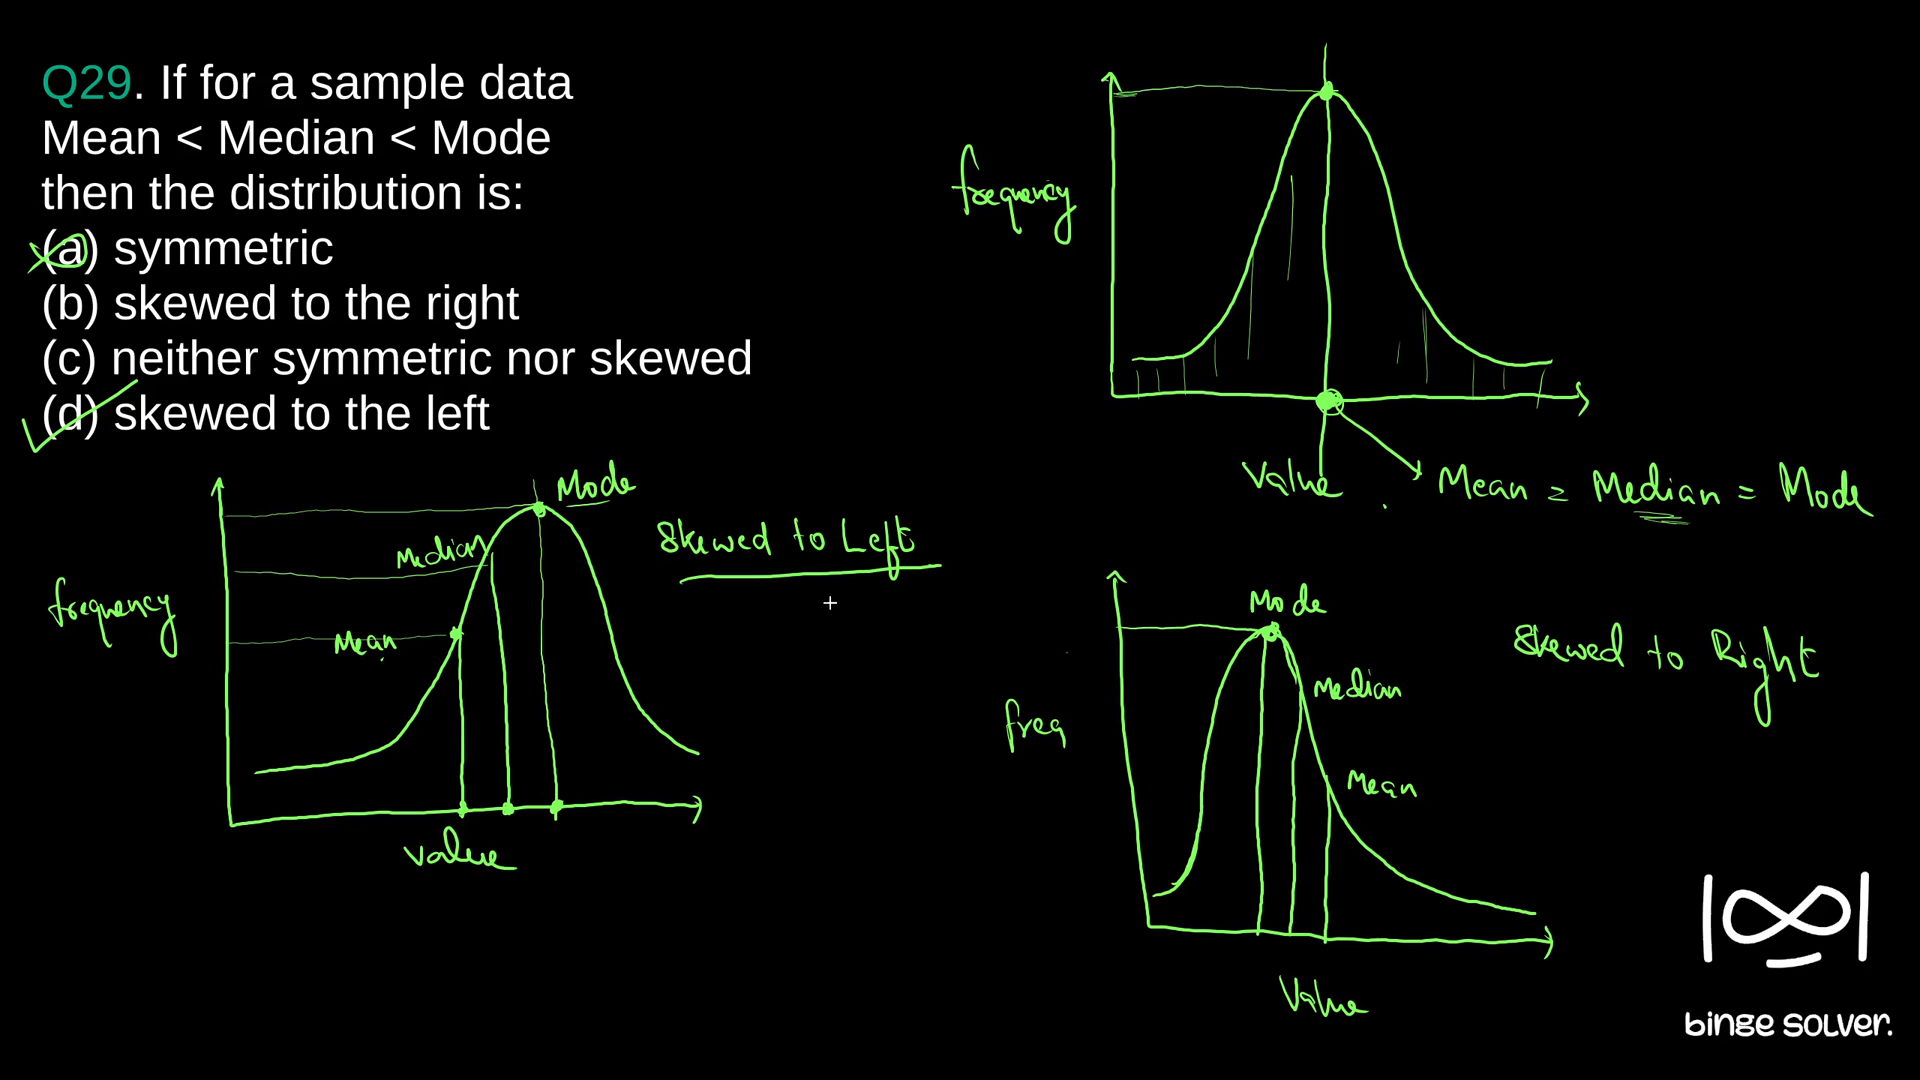 Q29. If for a sample data
Mean < Median < Mode
then the distribution is:
(a) symmetric
(b) skewed to the right
(c) neither symmetric nor skewed
(d) skewed to the left
frequency
Value
Mean = Median = Mode
Mode
Median
Mean
Skewed to Left
frequency
value
Mode
Median
Mean
Skewed to Right
freq
Value
binge solver.